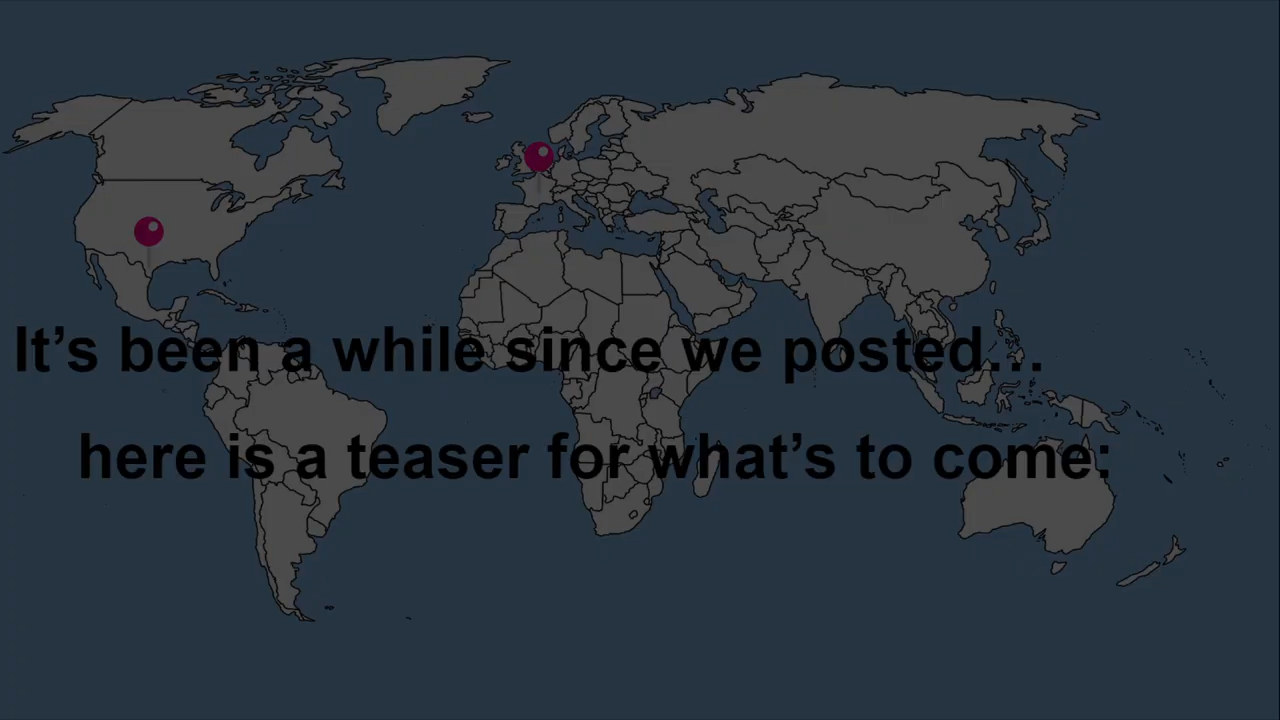 It’s been a while since we posted…
here is a teaser for what’s to come: